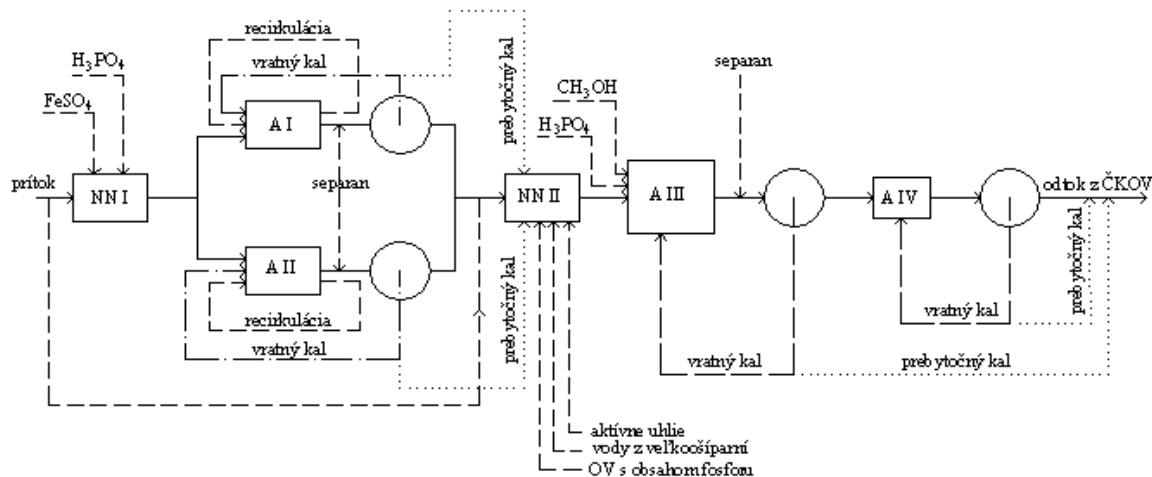 recirkulácia
H₃PO₄
vratný kal
FeSO₄
A I
prítok
NN I
separan
A II
recirkulácia
vratný kal
prebytočný kal
prebytočný kal
NN II
CH₃OH
H₃PO₄
A III
separan
A IV
odtok z ČKOV
prebytočný kal
vratný kal
vratný kal
prebytočný kal
aktívne uhlie
vody z veľkoošíparní
OV s obsahom fosforu